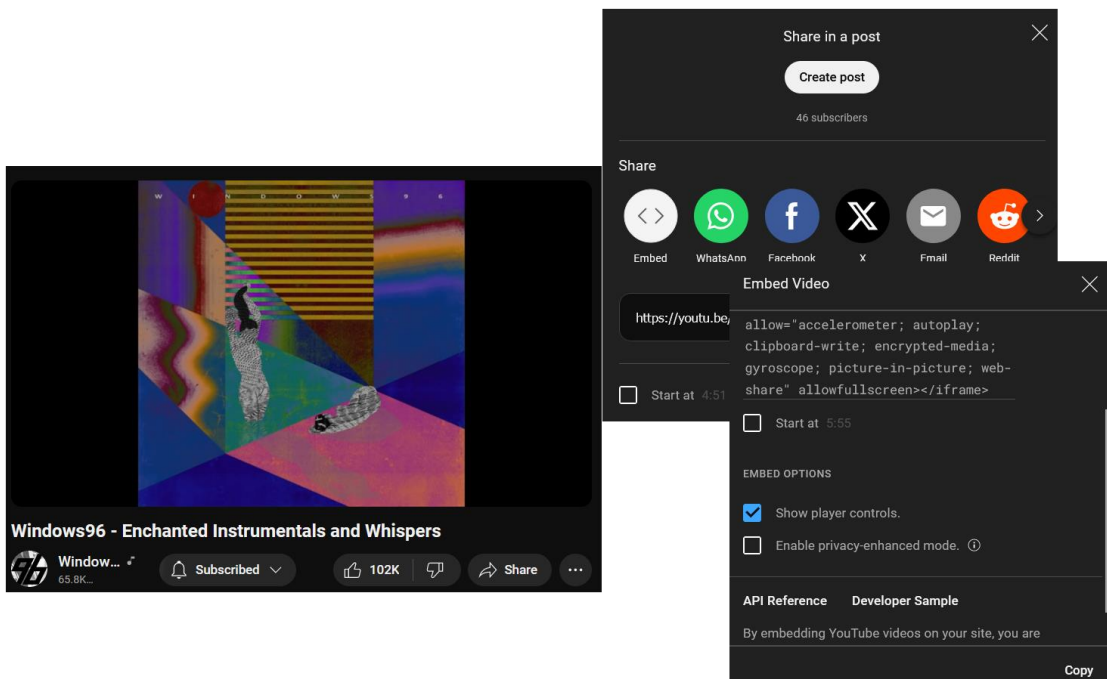 W I N D O W S 9 6
Windows96 - Enchanted Instrumentals and Whispers
Window...
65.8K...
Subscribed
102K
Share
Share in a post
Create post
46 subscribers
Share
Embed
WhatsApp
Facebook
X
Email
Reddit
https://youtu.be/
Start at 4:51
Embed Video
allow="accelerometer; autoplay;
clipboard-write; encrypted-media;
gyroscope; picture-in-picture; web-
share" allowfullscreen></iframe>
Start at 5:55
EMBED OPTIONS
Show player controls.
Enable privacy-enhanced mode.
API Reference Developer Sample
By embedding YouTube videos on your site, you are
Copy